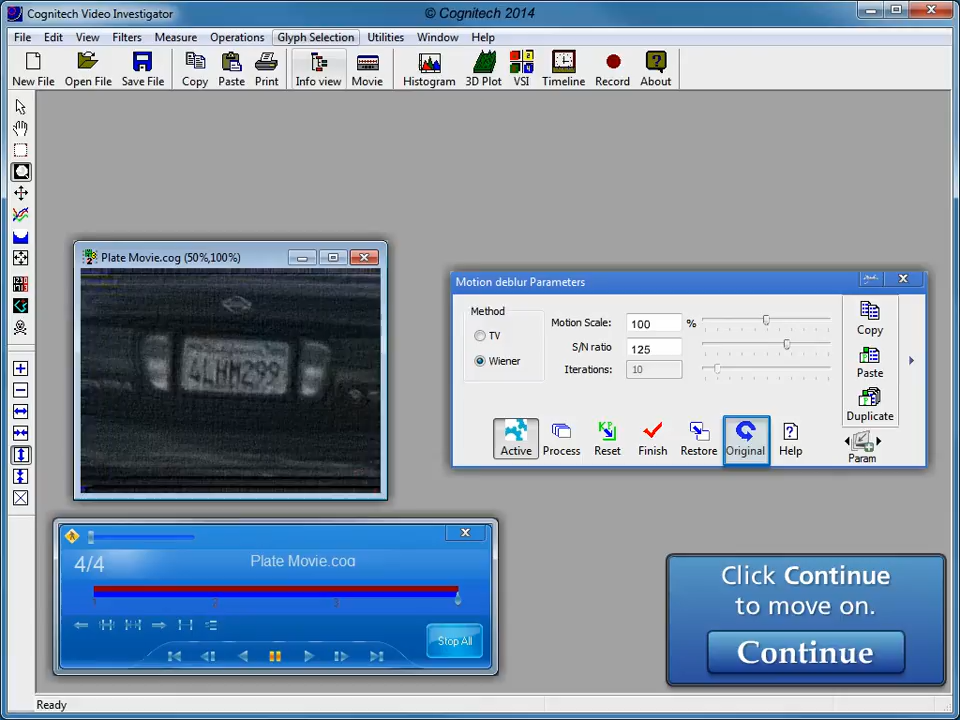 Cognitech Video Investigator
© Cognitech 2014
File Edit View Filters Measure Operations Glyph Selection Utilities Window Help
New File Open File Save File Copy Paste Print Info view Movie Histogram 3D Plot VSI Timeline Record About
Plate Movie.cog (50%,100%)
4LHM299
Motion deblur Parameters
Method
TV
Wiener
Motion Scale: 100 %
S/N ratio 125
Iterations: 10
Copy
Paste
Duplicate
Param
Active Process Reset Finish Restore Original Help
4/4 Plate Movie.cog
1 2 3
Stop All
Click Continue
to move on.
Continue
Ready